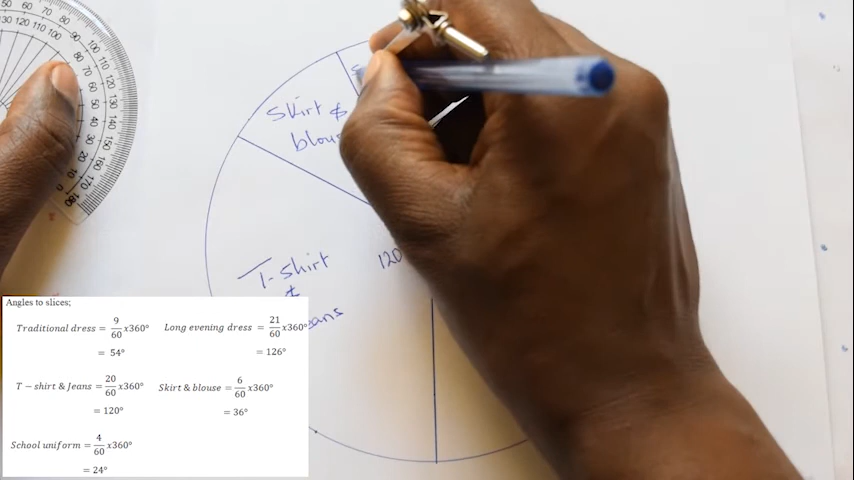 Skirt &
T-shirt
&
120
Angles to slices;
Traditional dress = 9/60 x360°
= 54°
Long evening dress = 21/60 x360°
= 126°
T − shirt & Jeans = 20/60 x360°
= 120°
Skirt & blouse = 6/60 x360°
= 36°
School uniform = 4/60 x360°
= 24°